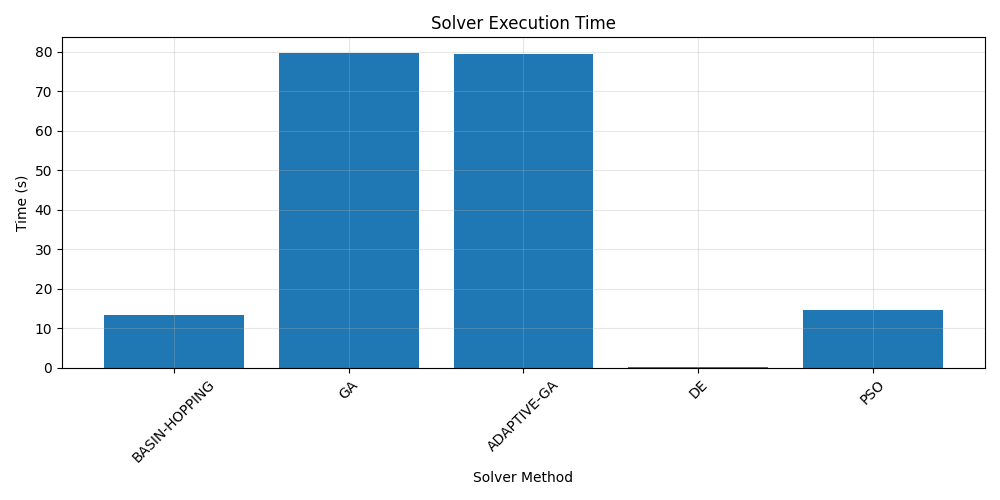 Solver Execution Time
Time (s)
80
70
60
50
40
30
20
10
0
BASIN-HOPPING
GA
ADAPTIVE-GA
DE
PSO
Solver Method